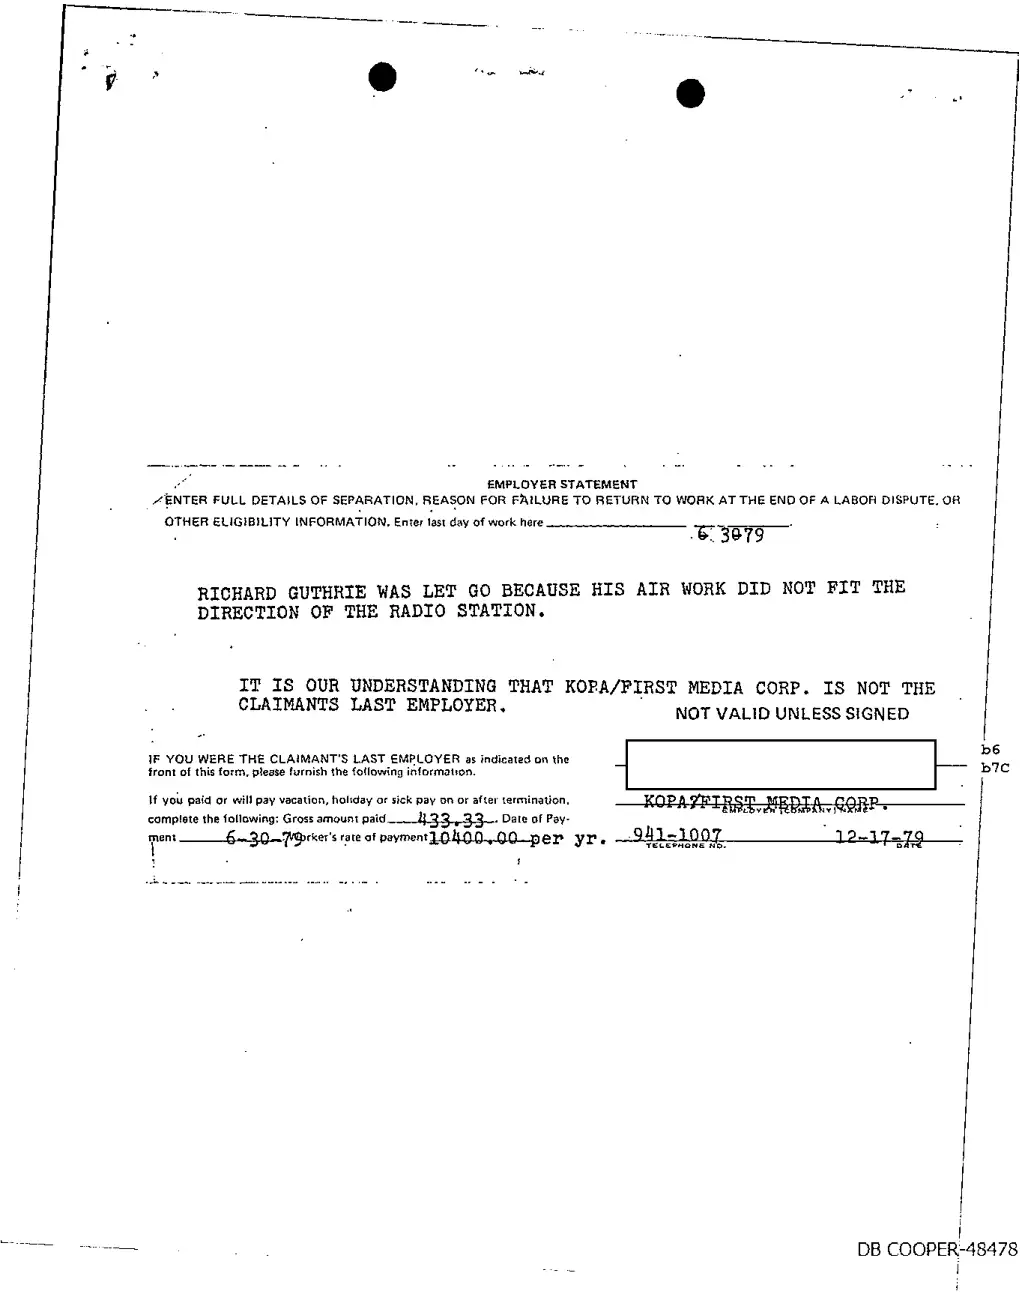 EMPLOYER STATEMENT
ENTER FULL DETAILS OF SEPARATION, REASON FOR FAILURE TO RETURN TO WORK AT THE END OF A LABOR DISPUTE, OR
OTHER ELIGIBILITY INFORMATION. Enter last day of work here
6-30-79
RICHARD GUTHRIE WAS LET GO BECAUSE HIS AIR WORK DID NOT FIT THE
DIRECTION OF THE RADIO STATION.
IT IS OUR UNDERSTANDING THAT KOPA/FIRST MEDIA CORP. IS NOT THE
CLAIMANTS LAST EMPLOYER.
NOT VALID UNLESS SIGNED
b6
b7C
IF YOU WERE THE CLAIMANT'S LAST EMPLOYER as indicated on the
front of this form, please furnish the following information.
If you paid or will pay vacation, holiday or sick pay on or after termination,
KOPA/FIRST MEDIA CORP.
EMPLOYER (COMPANY) NAME
complete the following: Gross amount paid 433.33. Date of Pay-
ment 6-30-79 Worker's rate of payment 10400.00 per yr. 941-1007 12-17-79
TELEPHONE NO. DATE
DB COOPER-48478